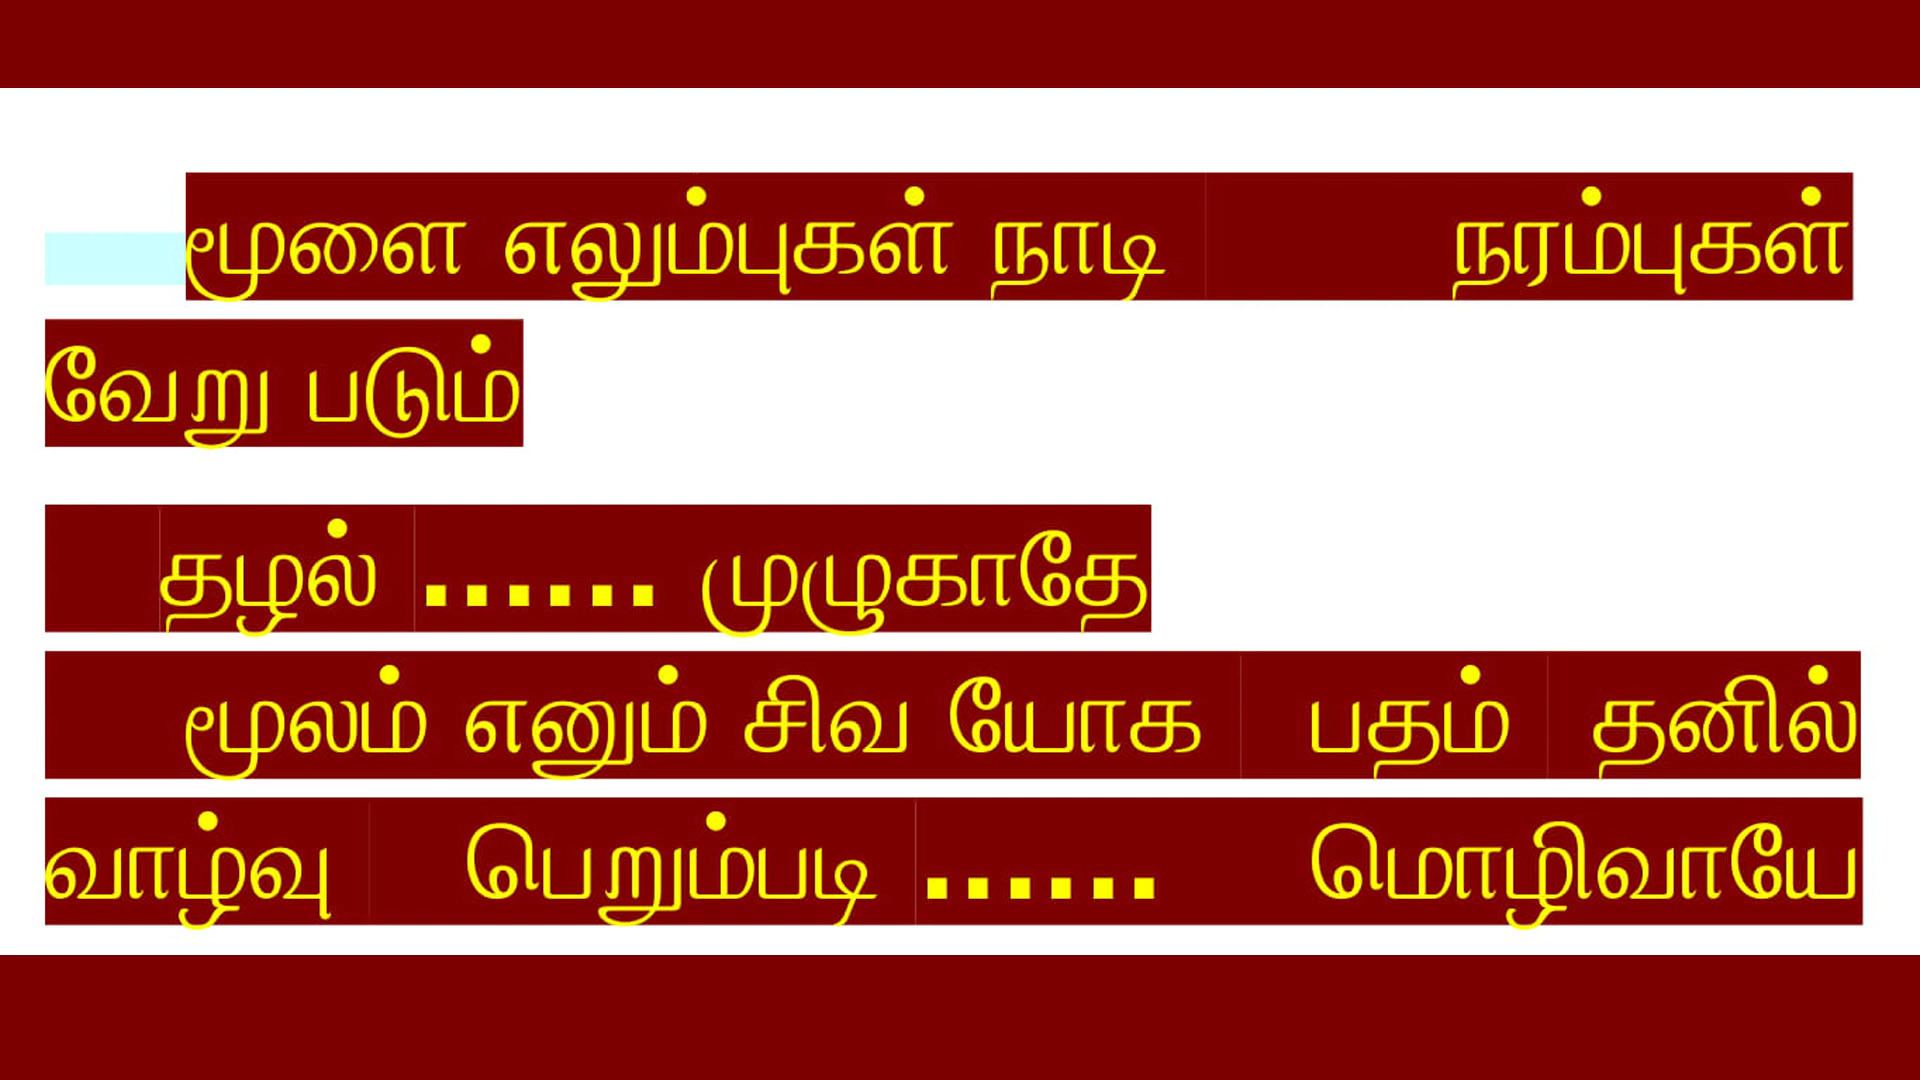 மூளை எலும்புகள் நாடி நரம்புகள்
வேறு படும்
தழல் ...... முழுகாதே
மூலம் எனும் சிவ யோக பதம் தனில்
வாழ்வு பெறும்படி ...... மொழிவாயே